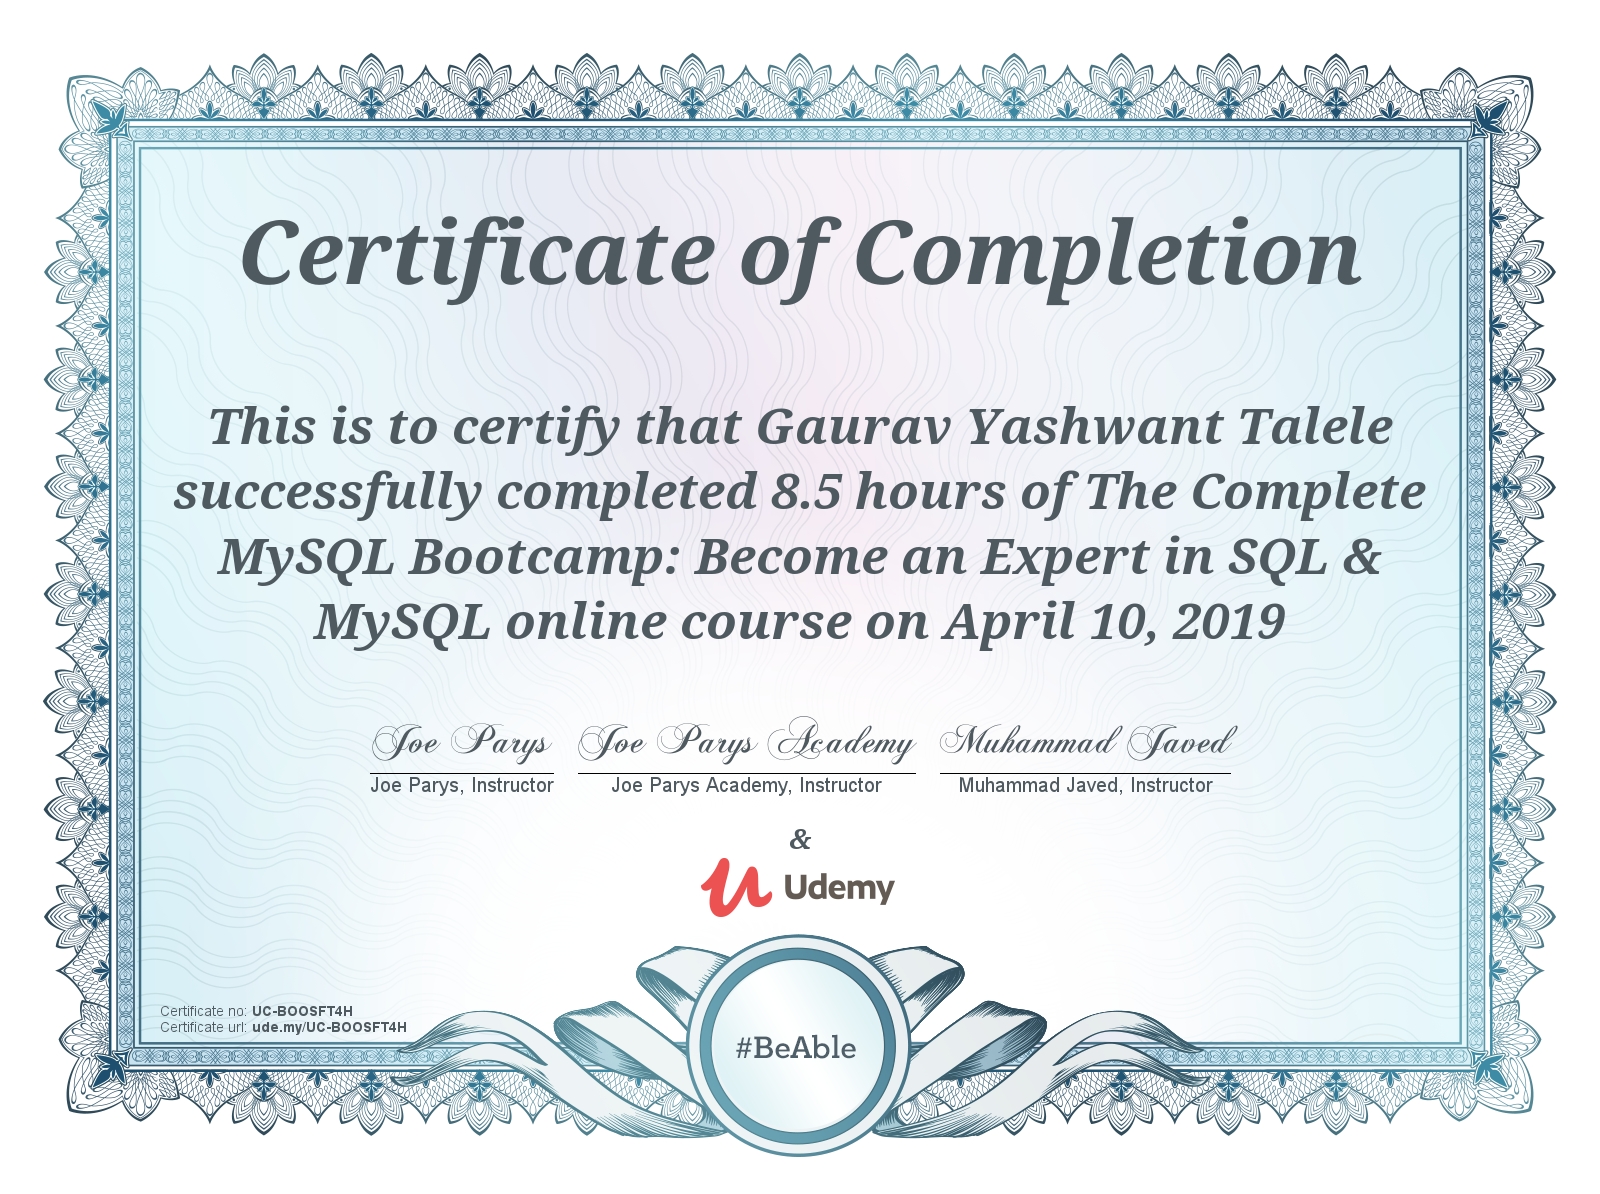 Certificate of Completion
This is to certify that Gaurav Yashwant Talele
successfully completed 8.5 hours of The Complete
MySQL Bootcamp: Become an Expert in SQL &
MySQL online course on April 10, 2019
Joe Parys Joe Parys Academy Muhammad Javed
Joe Parys, Instructor Joe Parys Academy, Instructor Muhammad Javed, Instructor
&
Udemy
Certificate no: UC-BOOSFT4H
Certificate url: ude.my/UC-BOOSFT4H
#BeAble